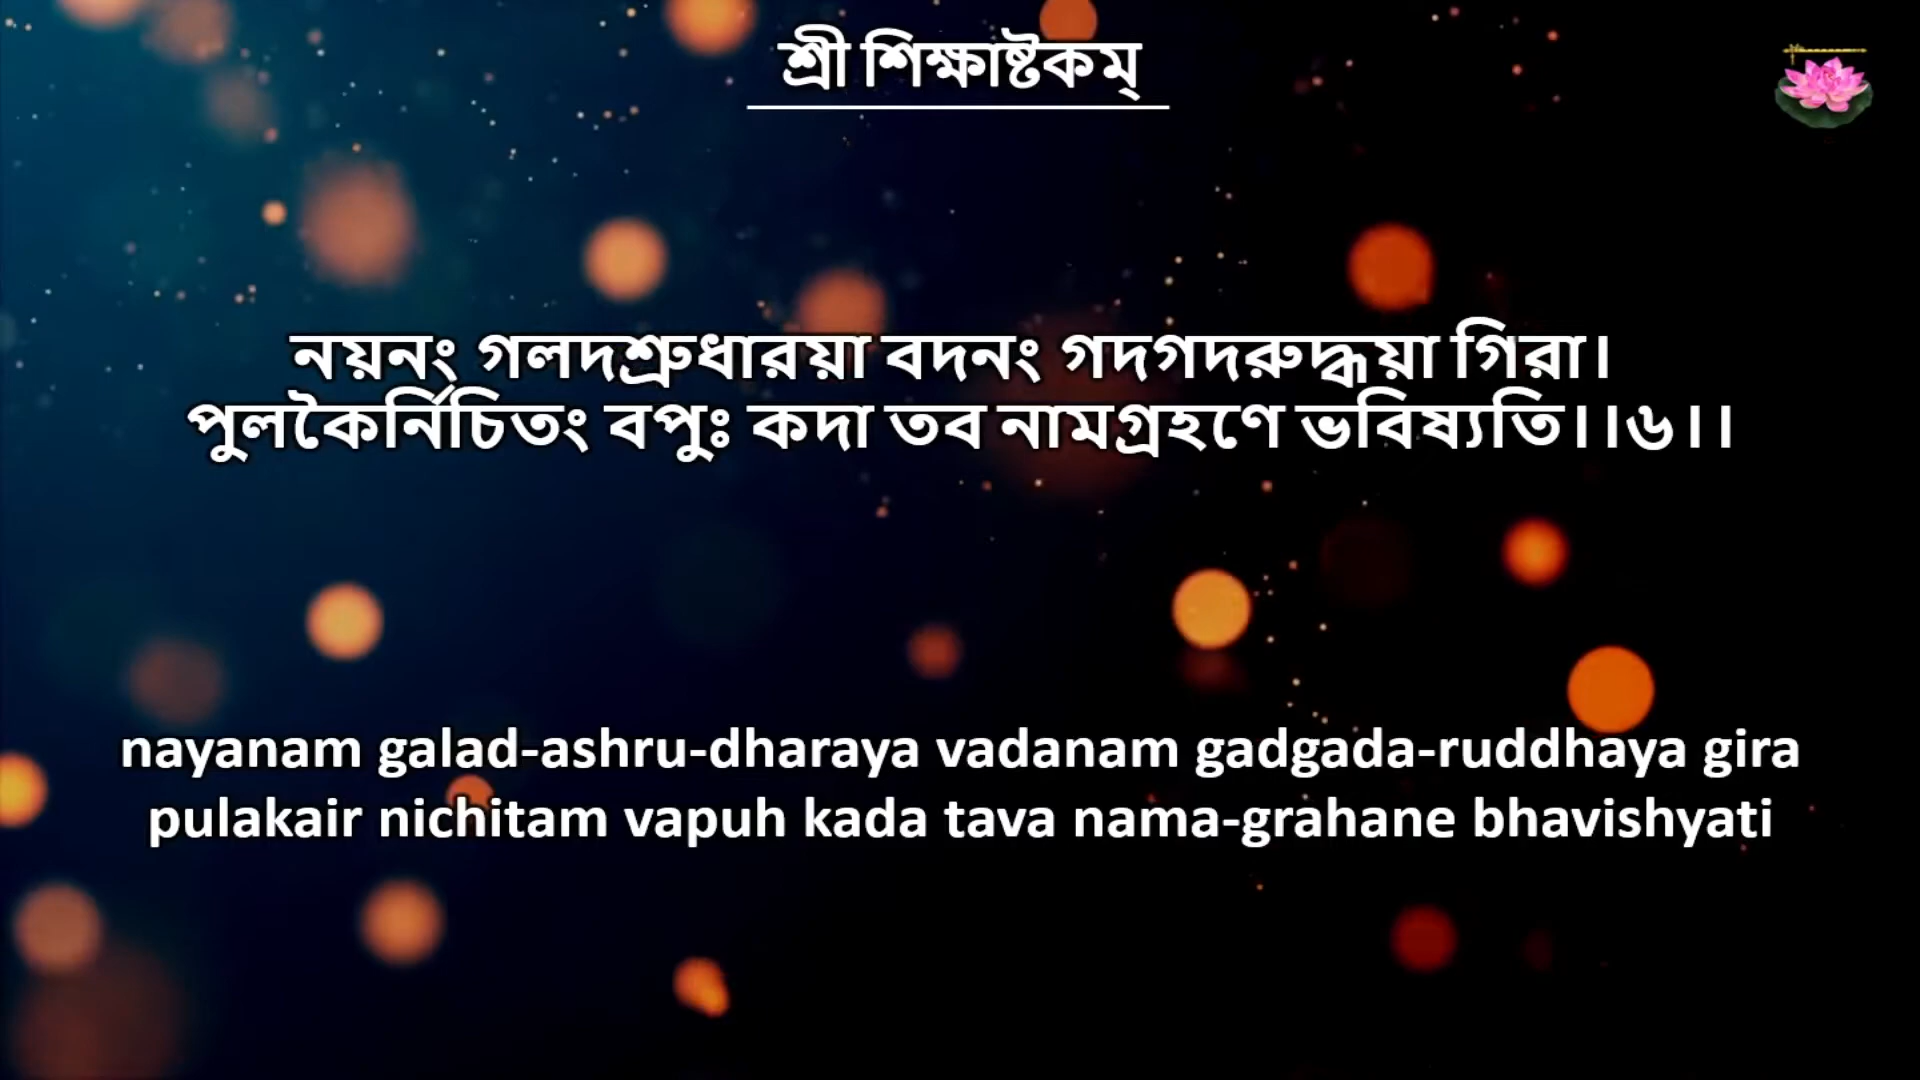 শ্রী শিক্ষাষ্টকম্
নয়নং গলদশ্রুধারয়া বদনং গদগদরুদ্ধয়া গিরা।
পুলকৈর্নিচিতং বপুঃ কদা তব নামগ্রহণে ভবিষ্যতি।।৬।।
nayanam galad-ashru-dharaya vadanam gadgada-ruddhaya gira
pulakair nichitam vapuh kada tava nama-grahane bhavishyati